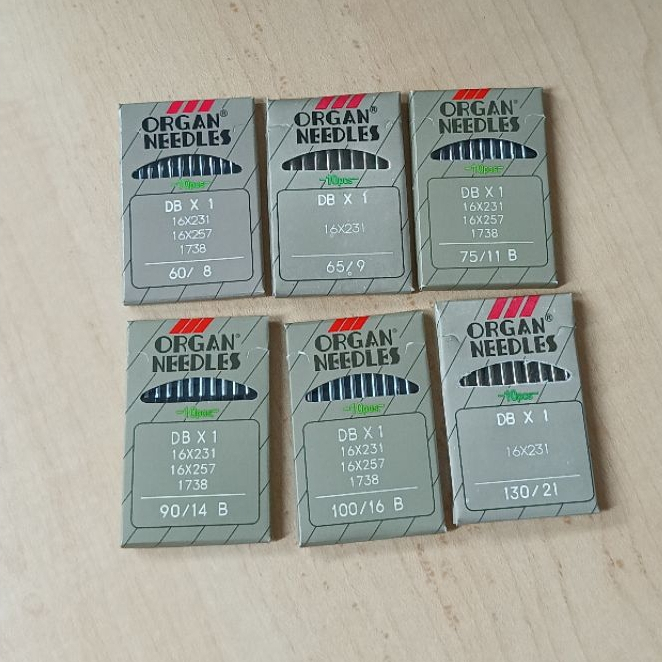 ORGAN®
NEEDLES
-10pcs-
DB X 1
16X231
16X257
1738
60/ 8
ORGAN®
NEEDLES
-10pcs-
DB X 1
16X231
65/9
ORGAN®
NEEDLES
-10pcs-
DB X 1
16X231
16X257
1738
75/11 B
ORGAN®
NEEDLES
-10pcs-
DB X 1
16X231
16X257
1738
90/14 B
ORGAN®
NEEDLES
-10pcs-
DB X 1
16X231
16X257
1738
100/16 B
ORGAN®
NEEDLES
-10pcs-
DB X 1
16X231
130/21